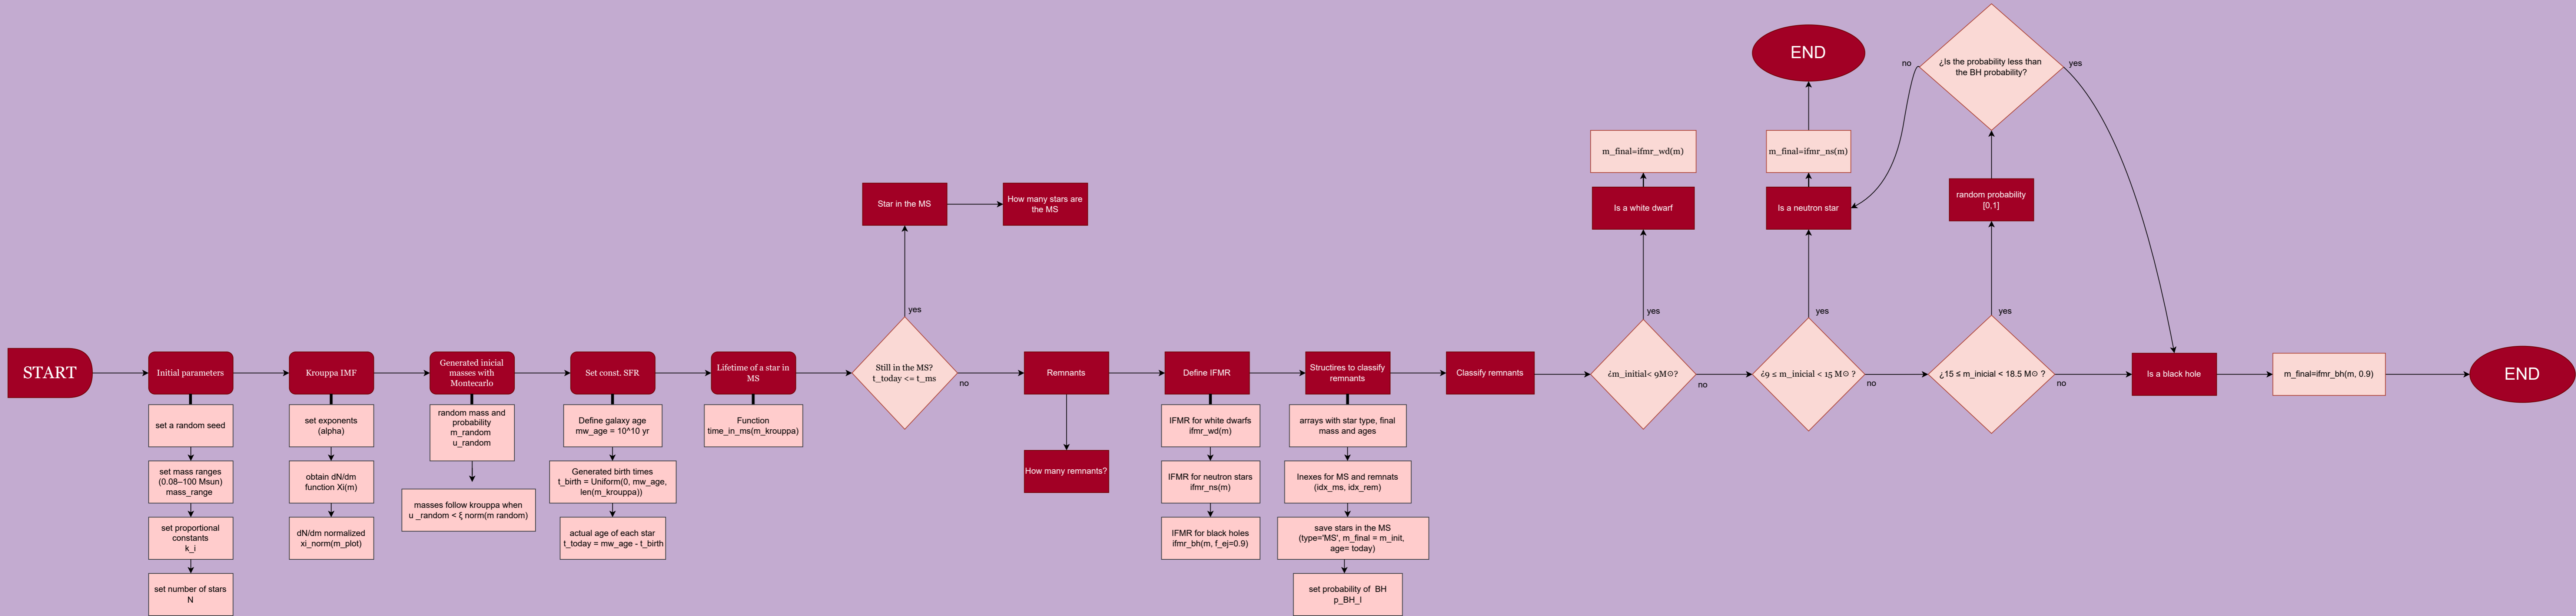 START
Initial parameters
set a random seed
set mass ranges
(0.08–100 Msun)
mass_range
set proportional
constants
k_i
set number of stars
N
Krouppa IMF
set exponents
(alpha)
obtain dN/dm
function Xi(m)
dN/dm normalized
xi_norm(m_plot)
Generated inicial
masses with
Montecarlo
random mass and
probability
m_random
u_random
masses follow krouppa when
u _random < ξ norm(m random)
Set const. SFR
Define galaxy age
mw_age = 10^10 yr
Generated birth times
t_birth = Uniform(0, mw_age,
len(m_krouppa))
actual age of each star
t_today = mw_age - t_birth
Lifetime of a star in
MS
Function
time_in_ms(m_krouppa)
Still in the MS?
t_today <= t_ms
yes
no
Star in the MS
How many stars are
the MS
Remnants
How many remnants?
Define IFMR
IFMR for white dwarfs
ifmr_wd(m)
IFMR for neutron stars
ifmr_ns(m)
IFMR for black holes
ifmr_bh(m, f_ej=0.9)
Structires to classify
remnants
arrays with star type, final
mass and ages
Inexes for MS and remnats
(idx_ms, idx_rem)
save stars in the MS
(type='MS', m_final = m_init,
age= today)
set probability of  BH
p_BH_l
Classify remnants
¿m_initial< 9M⊙?
yes
no
Is a white dwarf
m_final=ifmr_wd(m)
¿9 ≤ m_inicial < 15 M⊙ ?
yes
no
Is a neutron star
m_final=ifmr_ns(m)
END
¿15 ≤ m_inicial < 18.5 M⊙ ?
yes
no
random probability
[0,1]
¿Is the probability less than
the BH probability?
no
yes
Is a black hole
m_final=ifmr_bh(m, 0.9)
END